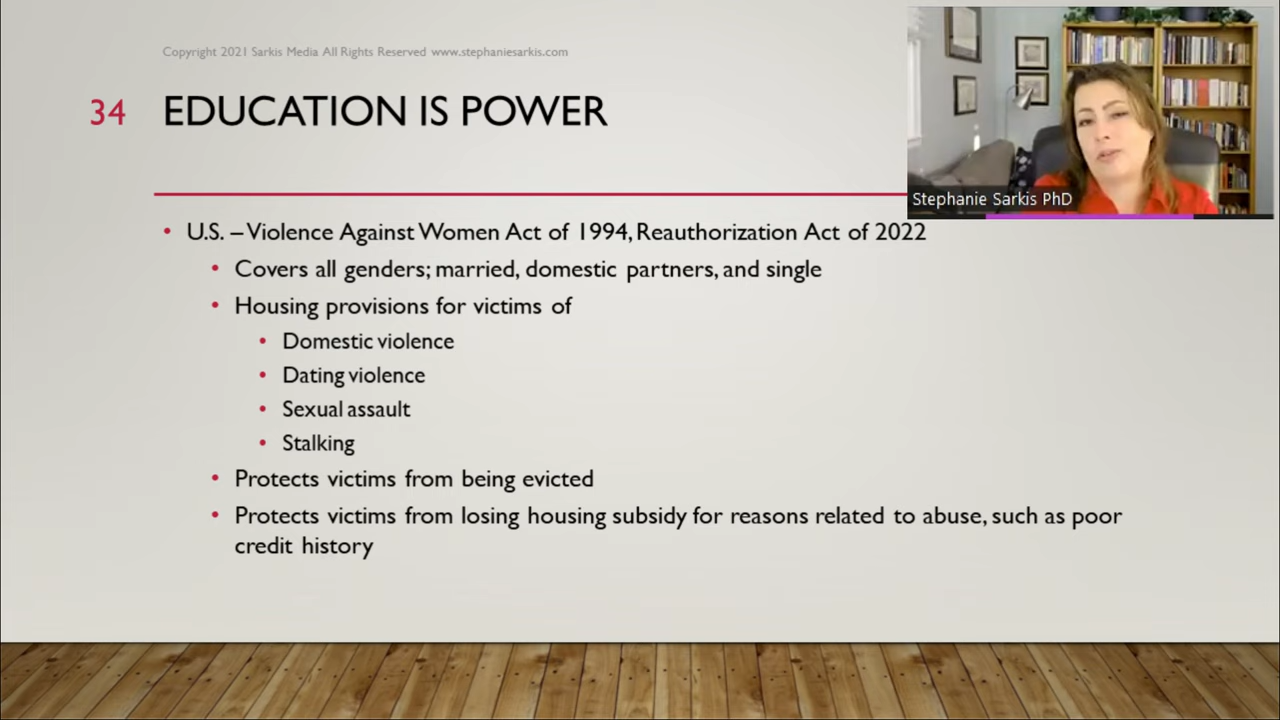 Copyright 2021 Sarkis Media All Rights Reserved www.stephaniesarkis.com
34 EDUCATION IS POWER
Stephanie Sarkis PhD
• U.S. – Violence Against Women Act of 1994, Reauthorization Act of 2022
• Covers all genders; married, domestic partners, and single
• Housing provisions for victims of
• Domestic violence
• Dating violence
• Sexual assault
• Stalking
• Protects victims from being evicted
• Protects victims from losing housing subsidy for reasons related to abuse, such as poor
credit history